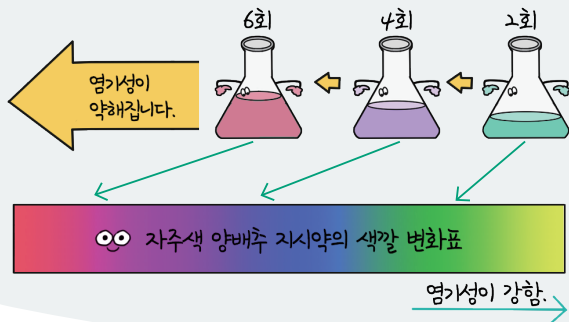 6회 4회 2회
염기성이
약해집니다.
자주색 양배추 지시약의 색깔 변화표
염기성이 강함.